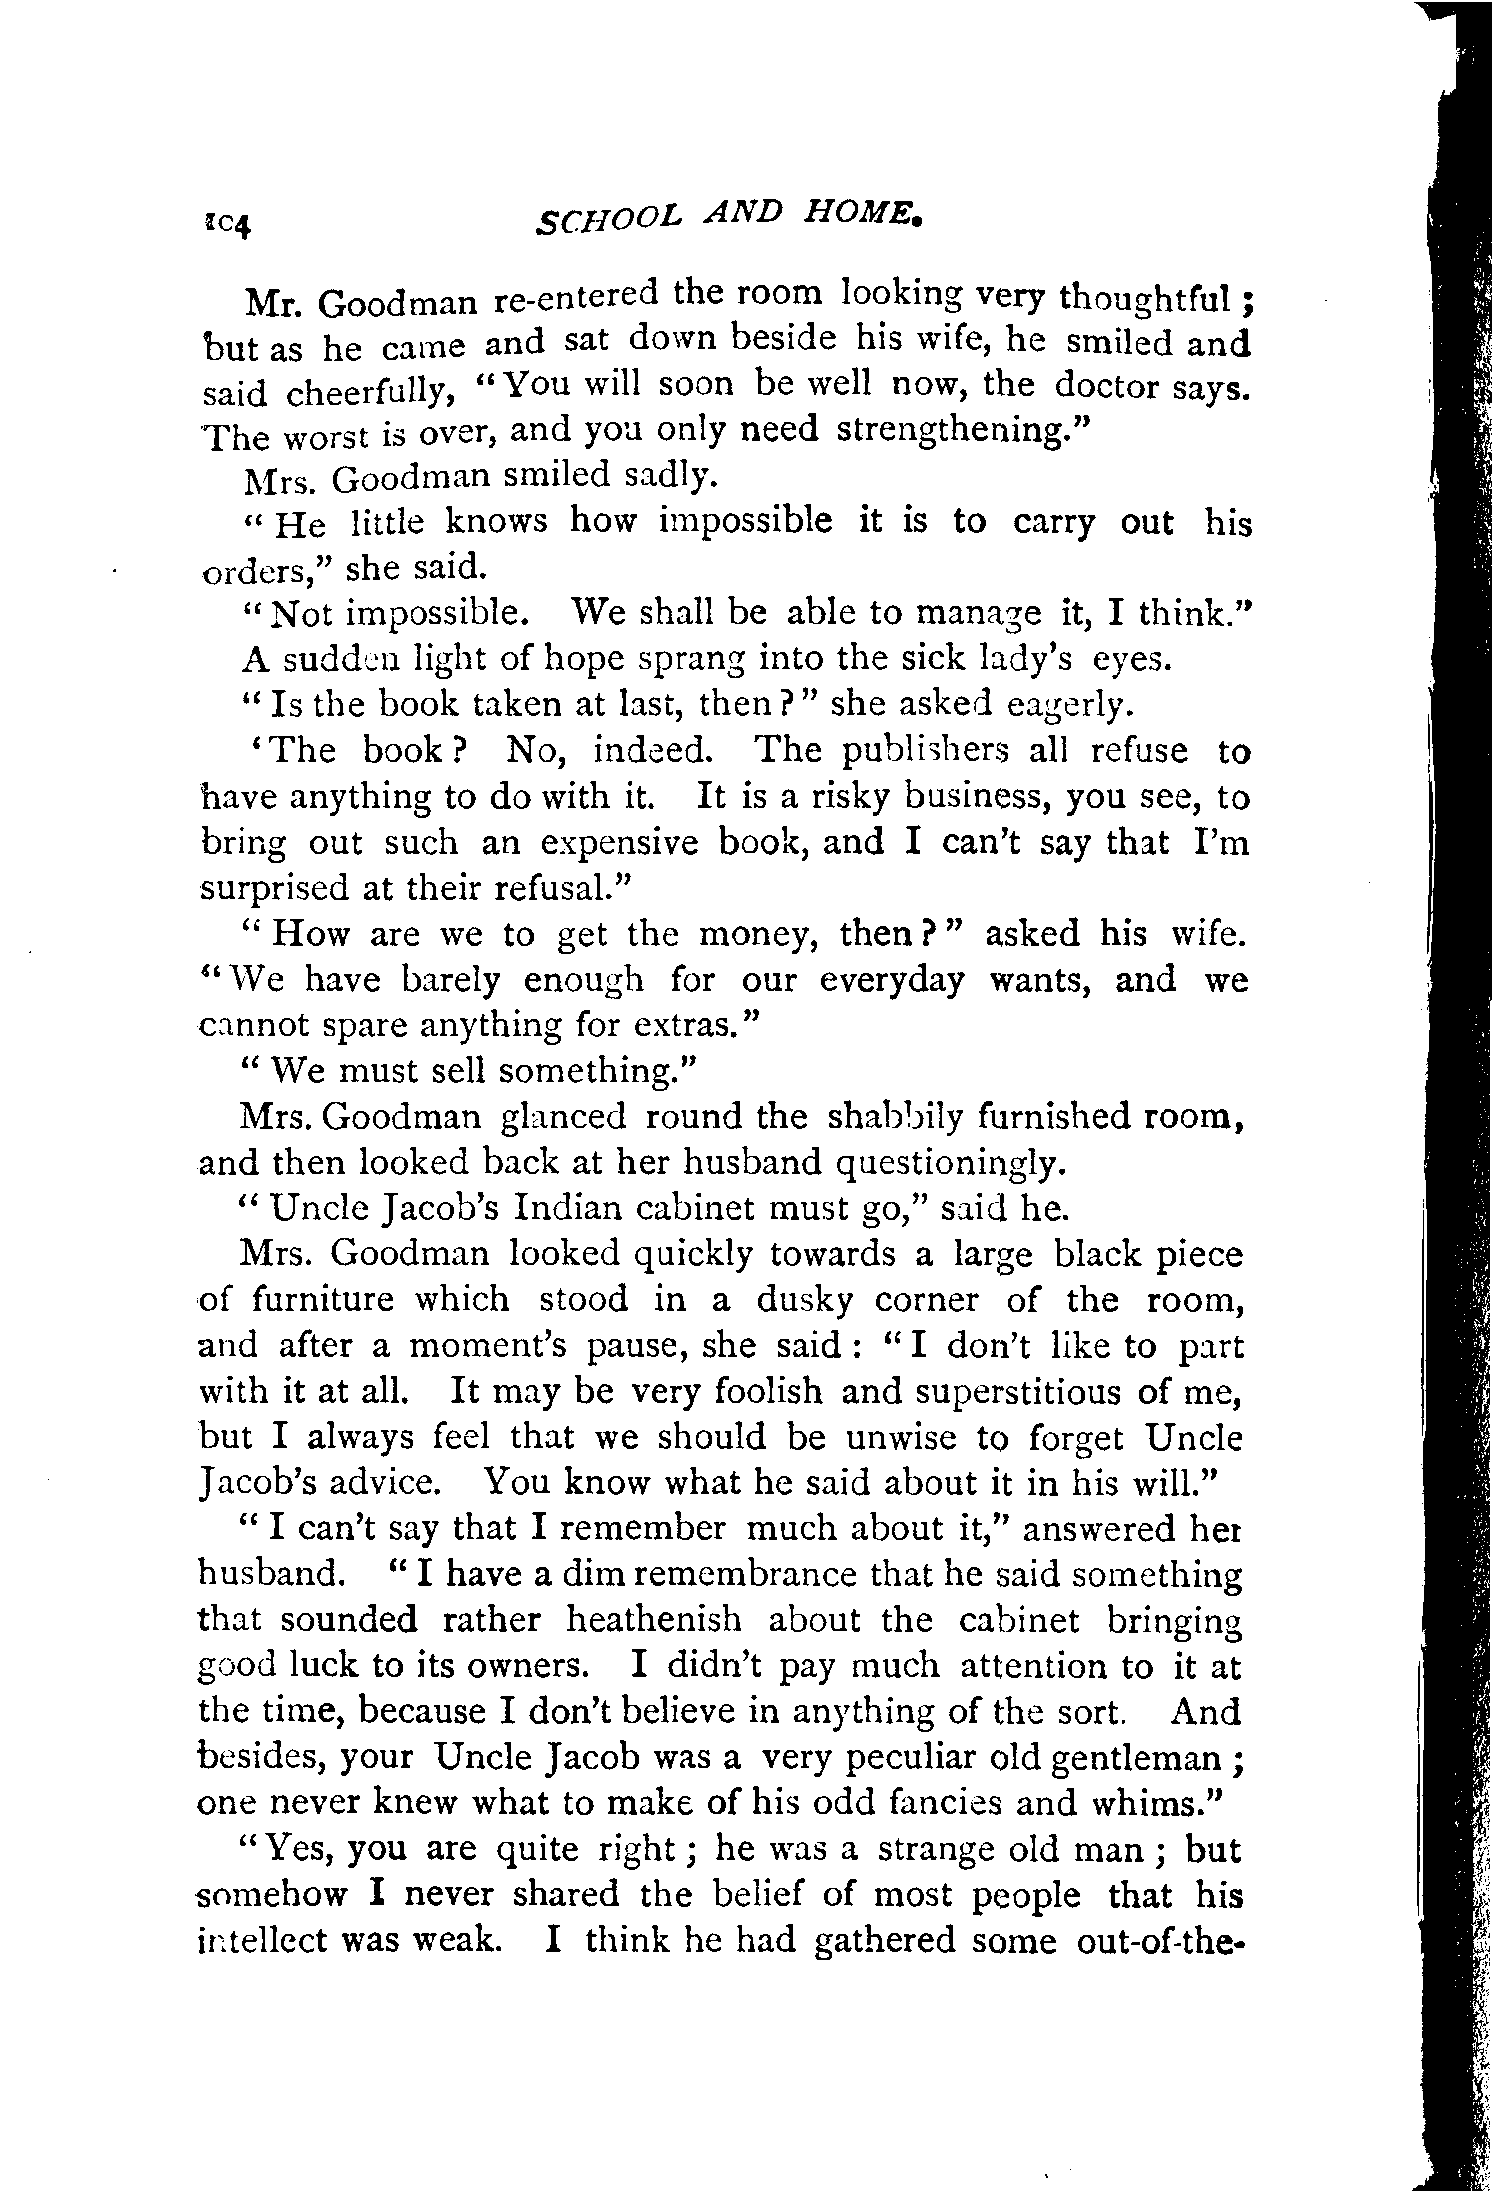 104 SCHOOL AND HOME.
Mr. Goodman re-entered the room looking very thoughtful ;
but as he came and sat down beside his wife, he smiled and
said cheerfully, “You will soon be well now, the doctor says.
The worst is over, and you only need strengthening.”
Mrs. Goodman smiled sadly.
“ He little knows how impossible it is to carry out his
orders,” she said.
“ Not impossible. We shall be able to manage it, I think.”
A sudden light of hope sprang into the sick lady’s eyes.
“ Is the book taken at last, then ? ” she asked eagerly.
‘The book ? No, indeed. The publishers all refuse to
have anything to do with it. It is a risky business, you see, to
bring out such an expensive book, and I can’t say that I’m
surprised at their refusal.”
“ How are we to get the money, then ? ” asked his wife.
“We have barely enough for our everyday wants, and we
cannot spare anything for extras.”
“ We must sell something.”
Mrs. Goodman glanced round the shabbily furnished room,
and then looked back at her husband questioningly.
“ Uncle Jacob’s Indian cabinet must go,” said he.
Mrs. Goodman looked quickly towards a large black piece
of furniture which stood in a dusky corner of the room,
and after a moment’s pause, she said : “ I don’t like to part
with it at all. It may be very foolish and superstitious of me,
but I always feel that we should be unwise to forget Uncle
Jacob’s advice. You know what he said about it in his will.”
“ I can’t say that I remember much about it,” answered her
husband. “ I have a dim remembrance that he said something
that sounded rather heathenish about the cabinet bringing
good luck to its owners. I didn’t pay much attention to it at
the time, because I don’t believe in anything of the sort. And
besides, your Uncle Jacob was a very peculiar old gentleman ;
one never knew what to make of his odd fancies and whims.”
“ Yes, you are quite right ; he was a strange old man ; but
somehow I never shared the belief of most people that his
intellect was weak. I think he had gathered some out-of-the-